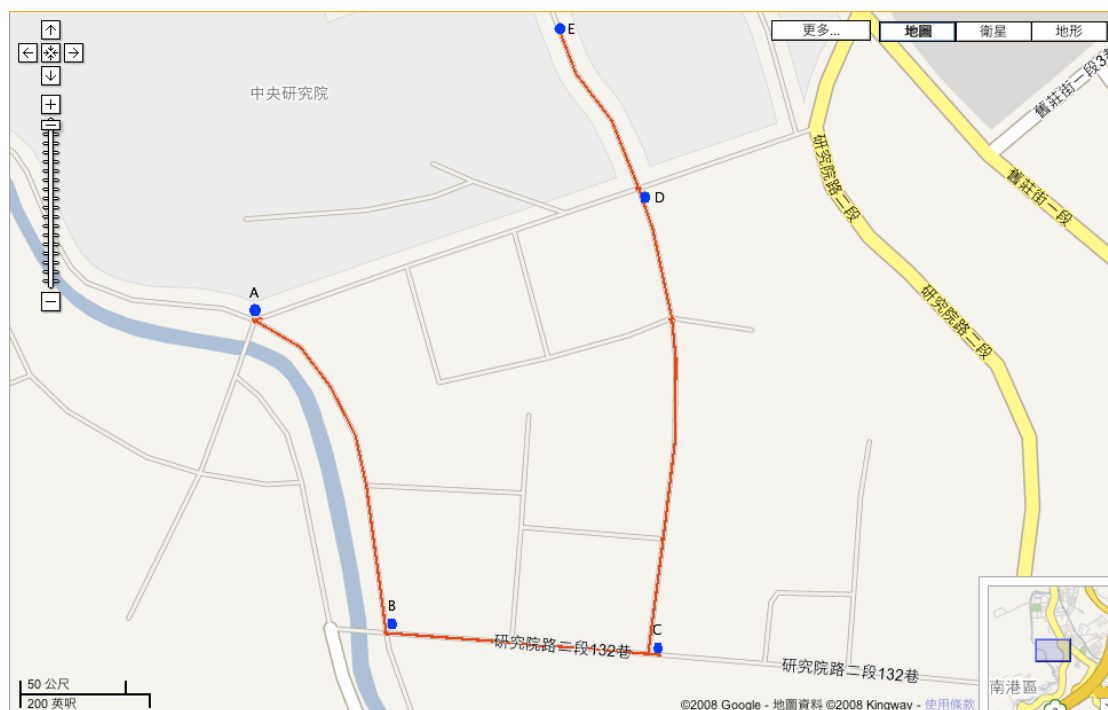 E
更多...
地圖
衛星
地形
舊莊街一段3巷
中央研究院
研究院路二段
舊莊街一段
D
A
研究院路二段
B
C
研究院路二段132巷
研究院路二段132巷
南港區
50 公尺
200 英呎
©2008 Google - 地圖資料 ©2008 Kingway - 使用條款